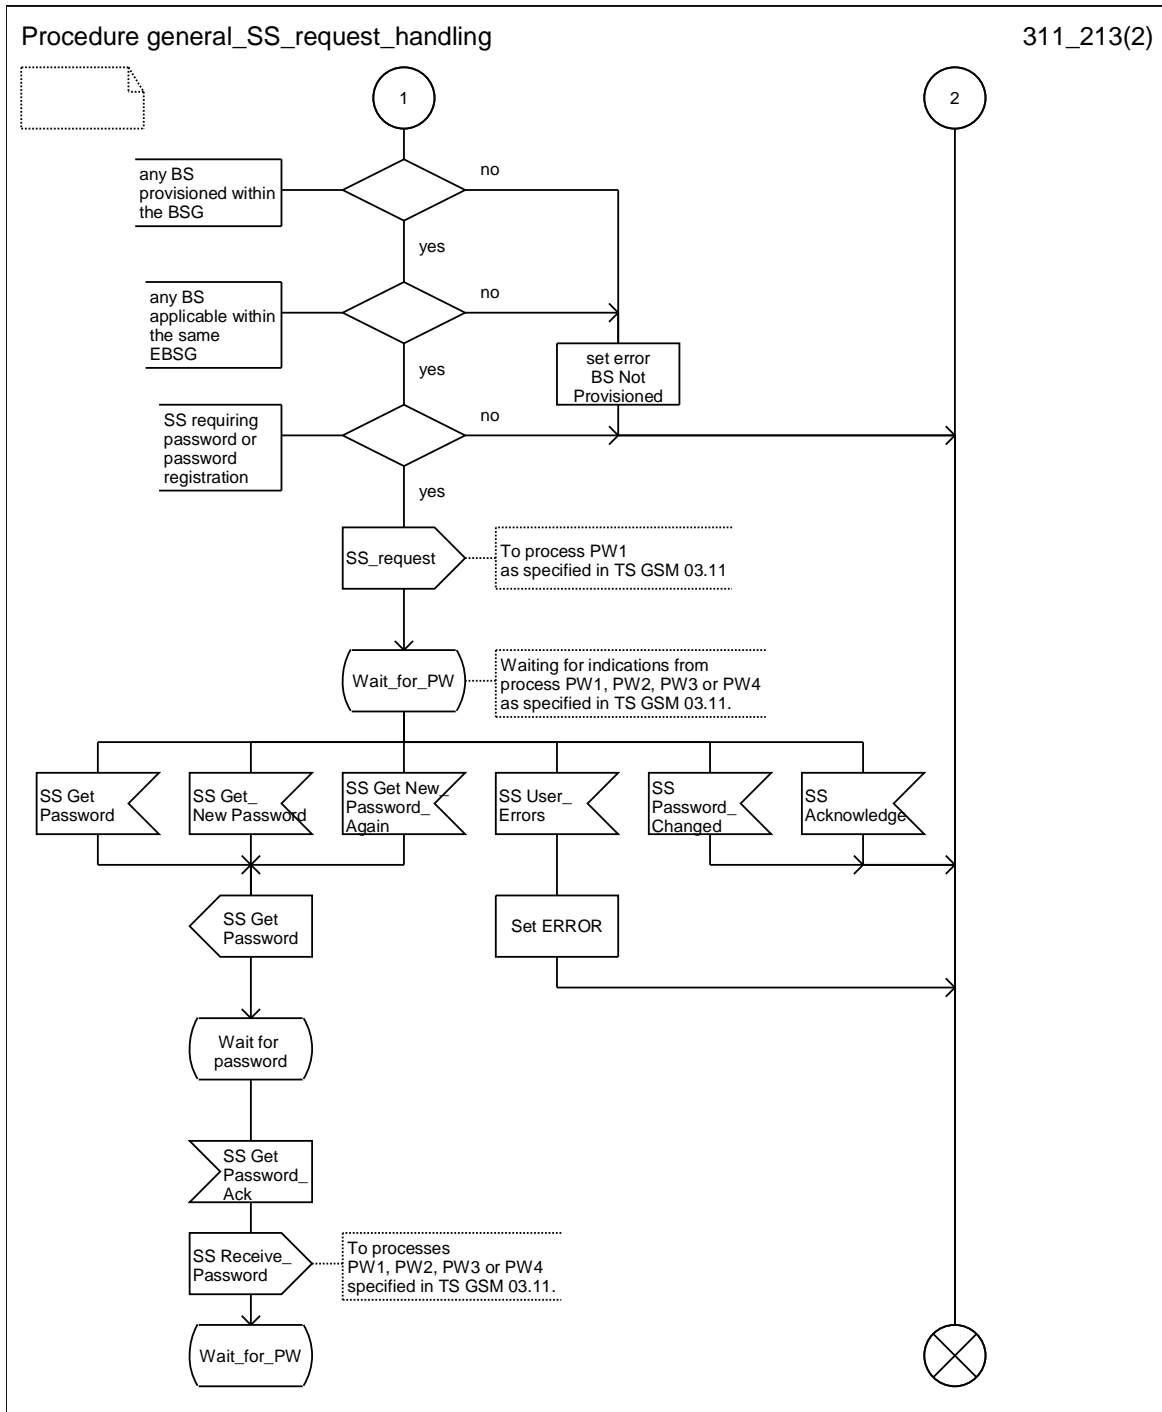 Procedure general_SS_request_handling
311_213(2)
1
2
any BS
provisioned within
the BSG
no
yes
any BS
applicable within
the same
EBSG
no
set error
BS Not
Provisioned
yes
SS requiring
password or
password
registration
no
yes
SS_request
To process PW1
as specified in TS GSM 03.11
Wait_for_PW
Waiting for indications from
process PW1, PW2, PW3 or PW4
as specified in TS GSM 03.11.
SS Get
Password
SS Get_
New Password
SS Get New_
Password_
Again
SS User_
Errors
SS
Password_
Changed
SS
Acknowledge
SS Get
Password
Set ERROR
Wait for
password
SS Get
Password_
Ack
SS Receive_
Password
To processes
PW1, PW2, PW3 or PW4
specified in TS GSM 03.11.
Wait_for_PW